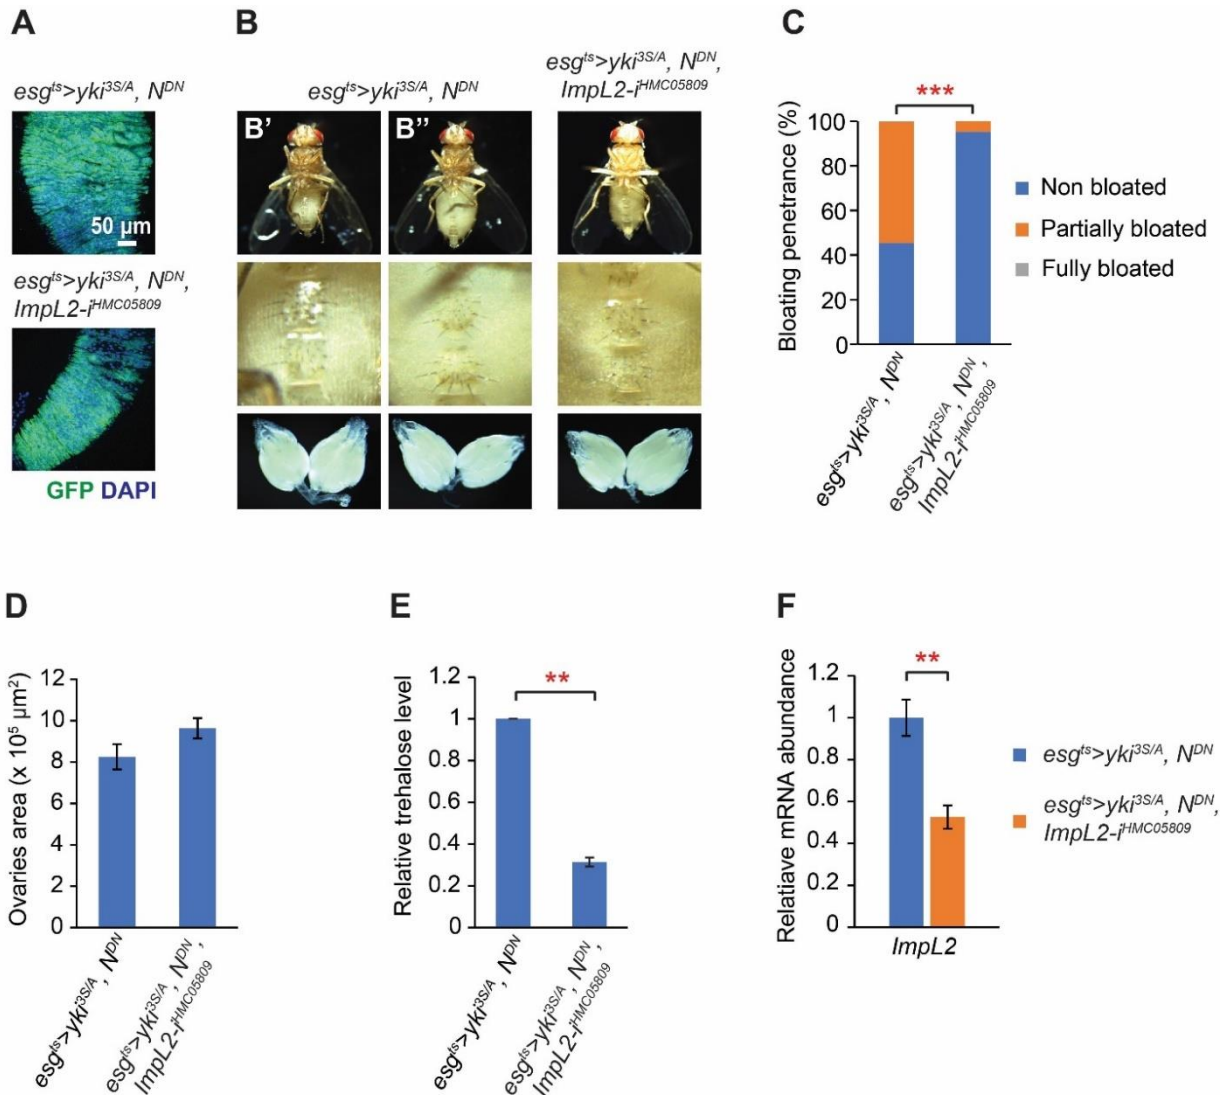 A
esgᵗˢ>yki³ˢ/ᴬ, Nᴰᴺ
50 µm
esgᵗˢ>yki³ˢ/ᴬ, Nᴰᴺ,
ImpL2-iᴴᴹᶜ⁰⁵⁸⁰⁹
GFP DAPI
B
esgᵗˢ>yki³ˢ/ᴬ, Nᴰᴺ
esgᵗˢ>yki³ˢ/ᴬ, Nᴰᴺ,
ImpL2-iᴴᴹᶜ⁰⁵⁸⁰⁹
B'
B''
C
Bloating penetrance (%)
100
80
60
40
20
0
***
esgᵗˢ>yki³ˢ/ᴬ, Nᴰᴺ
esgᵗˢ>yki³ˢ/ᴬ, Nᴰᴺ,
ImpL2-iᴴᴹᶜ⁰⁵⁸⁰⁹
Non bloated
Partially bloated
Fully bloated
D
Ovaries area (x 10⁵ µm²)
12
10
8
6
4
2
0
esgᵗˢ>yki³ˢ/ᴬ, Nᴰᴺ
esgᵗˢ>yki³ˢ/ᴬ, Nᴰᴺ,
ImpL2-iᴴᴹᶜ⁰⁵⁸⁰⁹
E
Relative trehalose level
1.2
1
0.8
0.6
0.4
0.2
0
**
esgᵗˢ>yki³ˢ/ᴬ, Nᴰᴺ
esgᵗˢ>yki³ˢ/ᴬ, Nᴰᴺ,
ImpL2-iᴴᴹᶜ⁰⁵⁸⁰⁹
F
Relatiave mRNA abundance
1.2
1
0.8
0.6
0.4
0.2
0
**
ImpL2
esgᵗˢ>yki³ˢ/ᴬ, Nᴰᴺ
esgᵗˢ>yki³ˢ/ᴬ, Nᴰᴺ,
ImpL2-iᴴᴹᶜ⁰⁵⁸⁰⁹